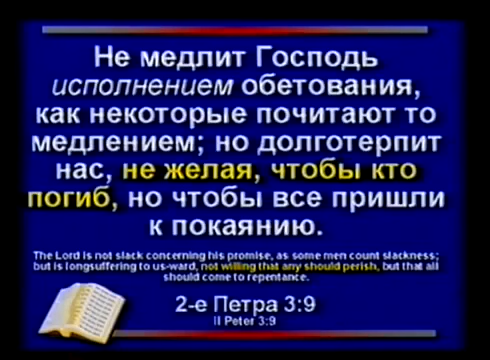 Не медлит Господь
исполнением обетования,
как некоторые почитают то
медлением; но долготерпит
нас, не желая, чтобы кто
погиб, но чтобы все пришли
к покаянию.
The Lord is not slack concerning his promise, as some men count slackness;
but is longsuffering to us-ward, not willing that any should perish, but that all
should come to repentance.
2-е Петра 3:9
II Peter 3:9